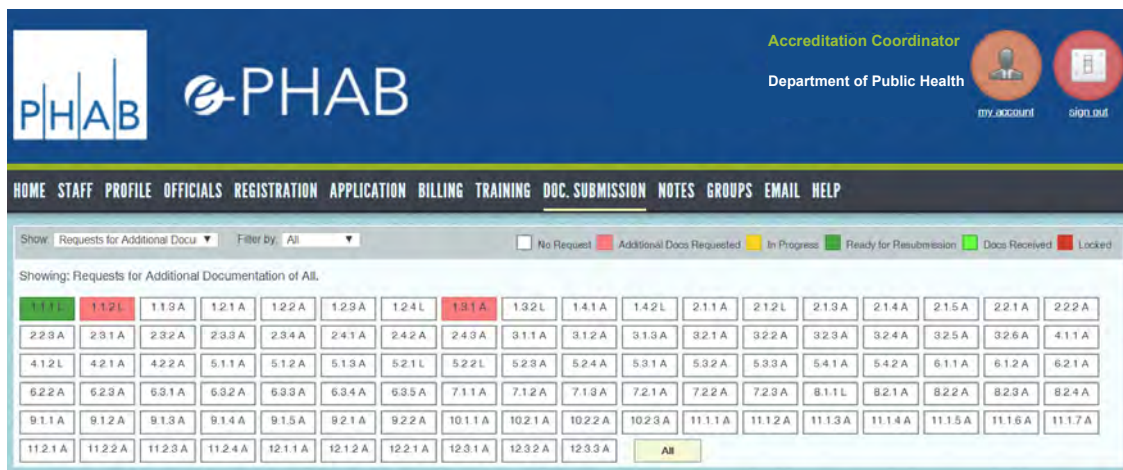 Accreditation Coordinator
PHAB
e-PHAB
Department of Public Health
my account
sign out
HOME STAFF PROFILE OFFICIALS REGISTRATION APPLICATION BILLING TRAINING DOC. SUBMISSION NOTES GROUPS EMAIL HELP
Show: Requests for Additional Docu ▼ Filter by: All ▼ No Request Additional Docs Requested In Progress Ready for Resubmission Docs Received Locked
Showing: Requests for Additional Documentation of All.
1.1.1 L 1.1.2 L 1.1.3 A 1.2.1 A 1.2.2 A 1.2.3 A 1.2.4 L 1.3.1 A 1.3.2 L 1.4.1 A 1.4.2 L 2.1.1 A 2.1.2 L 2.1.3 A 2.1.4 A 2.1.5 A 2.2.1 A 2.2.2 A
2.2.3 A 2.3.1 A 2.3.2 A 2.3.3 A 2.3.4 A 2.4.1 A 2.4.2 A 2.4.3 A 3.1.1 A 3.1.2 A 3.1.3 A 3.2.1 A 3.2.2 A 3.2.3 A 3.2.4 A 3.2.5 A 3.2.6 A 4.1.1 A
4.1.2 L 4.2.1 A 4.2.2 A 5.1.1 A 5.1.2 A 5.1.3 A 5.2.1 L 5.2.2 L 5.2.3 A 5.2.4 A 5.3.1 A 5.3.2 A 5.3.3 A 5.4.1 A 5.4.2 A 6.1.1 A 6.1.2 A 6.2.1 A
6.2.2 A 6.2.3 A 6.3.1 A 6.3.2 A 6.3.3 A 6.3.4 A 6.3.5 A 7.1.1 A 7.1.2 A 7.1.3 A 7.2.1 A 7.2.2 A 7.2.3 A 8.1.1 L 8.2.1 A 8.2.2 A 8.2.3 A 8.2.4 A
9.1.1 A 9.1.2 A 9.1.3 A 9.1.4 A 9.1.5 A 9.2.1 A 9.2.2 A 10.1.1 A 10.2.1 A 10.2.2 A 10.2.3 A 11.1.1 A 11.1.2 A 11.1.3 A 11.1.4 A 11.1.5 A 11.1.6 A 11.1.7 A
11.2.1 A 11.2.2 A 11.2.3 A 11.2.4 A 12.1.1 A 12.1.2 A 12.2.1 A 12.3.1 A 12.3.2 A 12.3.3 A All